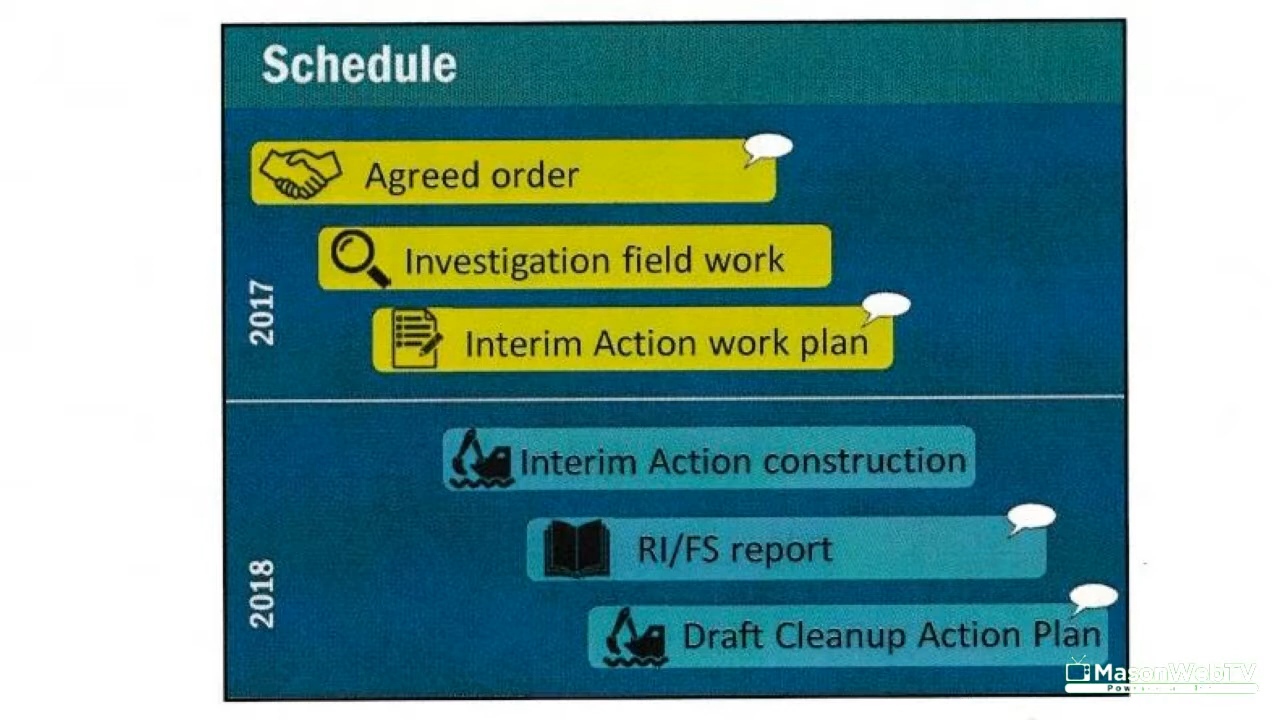 Schedule
Agreed order
Investigation field work
2017
Interim Action work plan
Interim Action construction
RI/FS report
2018
Draft Cleanup Action Plan
MasonWebTV